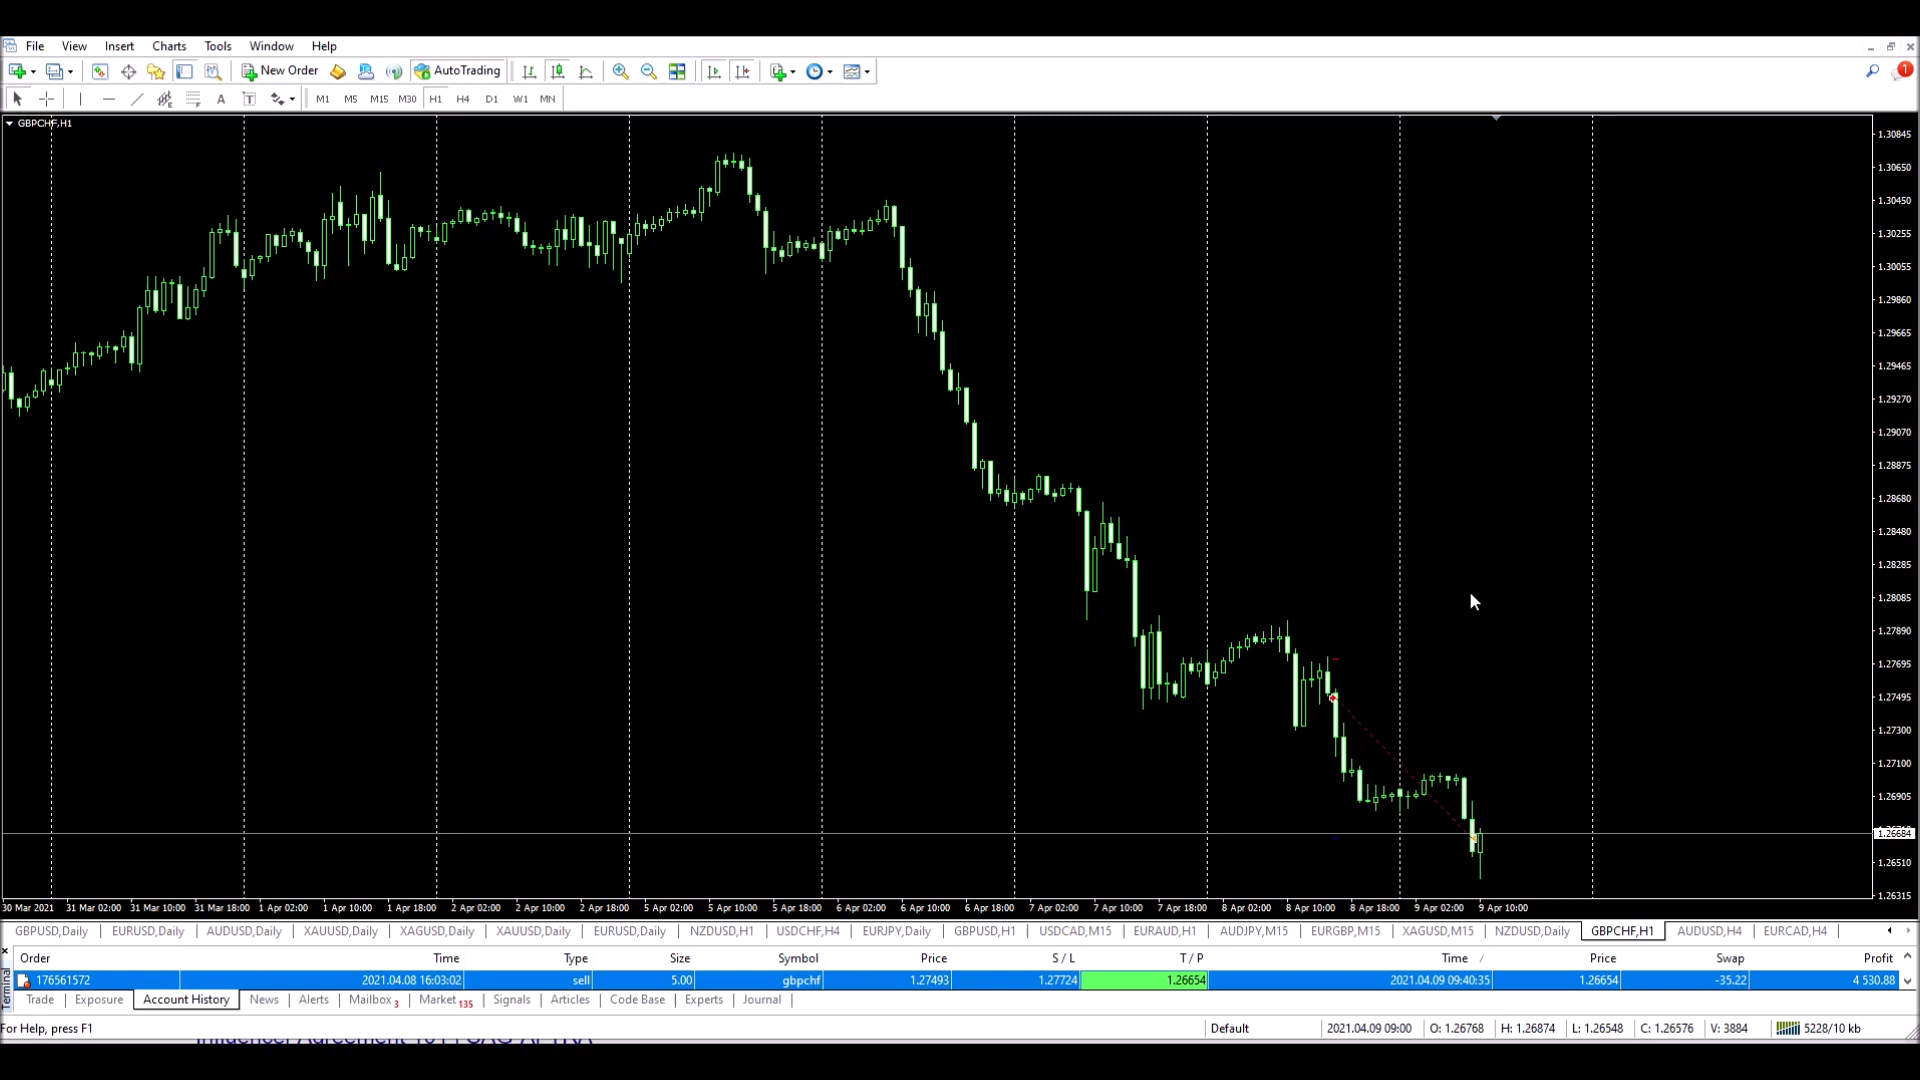 File View Insert Charts Tools Window Help
New Order AutoTrading 1
A T M1 M5 M15 M30 H1 H4 D1 W1 MN
GBPCHF,H1
1.30845
1.30650
1.30450
1.30255
1.30055
1.29860
1.29665
1.29465
1.29270
1.29070
1.28875
1.28680
1.28480
1.28285
1.28085
1.27890
1.27695
1.27495
1.27300
1.27100
1.26905
1.26684
1.26510
1.26315
30 Mar 2021 31 Mar 02:00 31 Mar 10:00 31 Mar 18:00 1 Apr 02:00 1 Apr 10:00 1 Apr 18:00 2 Apr 02:00 2 Apr 10:00 2 Apr 18:00 5 Apr 02:00 5 Apr 10:00 5 Apr 18:00 6 Apr 02:00 6 Apr 10:00 6 Apr 18:00 7 Apr 02:00 7 Apr 10:00 7 Apr 18:00 8 Apr 02:00 8 Apr 10:00 8 Apr 18:00 9 Apr 02:00 9 Apr 10:00
GBPUSD,Daily EURUSD,Daily AUDUSD,Daily XAUUSD,Daily XAGUSD,Daily XAUUSD,Daily EURUSD,Daily NZDUSD,H1 USDCHF,H4 EURJPY,Daily GBPUSD,H1 USDCAD,M15 EURAUD,H1 AUDJPY,M15 EURGBP,M15 XAGUSD,M15 NZDUSD,Daily GBPCHF,H1 AUDUSD,H4 EURCAD,H4
Order Time Type Size Symbol Price S / L T / P Time / Price Swap Profit
176561572 2021.04.08 16:03:02 sell 5.00 gbpchf 1.27493 1.27724 1.26654 2021.04.09 09:40:35 1.26654 -35.22 4 530.88
Terminal
Trade Exposure Account History News Alerts Mailbox 3 Market 135 Signals Articles Code Base Experts Journal
For Help, press F1 Default 2021.04.09 09:00 O: 1.26768 H: 1.26874 L: 1.26548 C: 1.26576 V: 3884 5228/10 kb